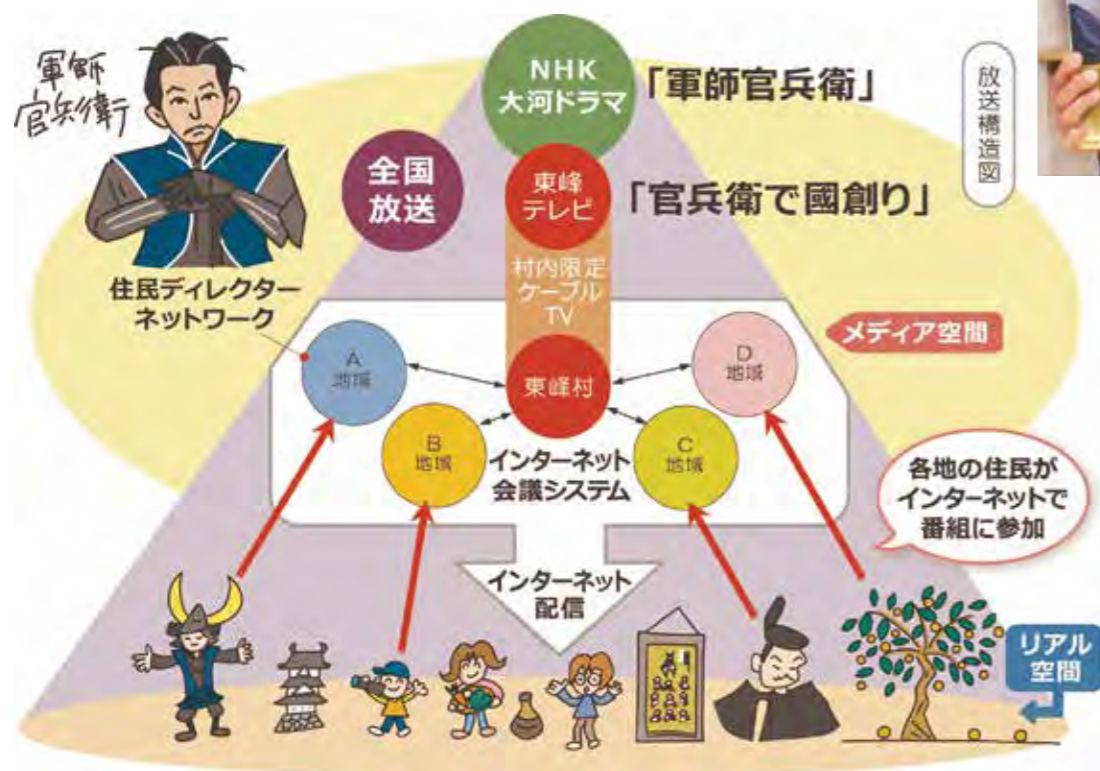 軍師
官兵衛
NHK
大河ドラマ
「軍師官兵衛」
放送構造図
全国
放送
東峰
テレビ
「官兵衛で國創り」
村内限定
ケーブル
TV
住民ディレクター
ネットワーク
メディア空間
A
地域
D
地域
東峰村
B
地域
C
地域
インターネット
会議システム
各地の住民が
インターネットで
番組に参加
インターネット
配信
リアル
空間